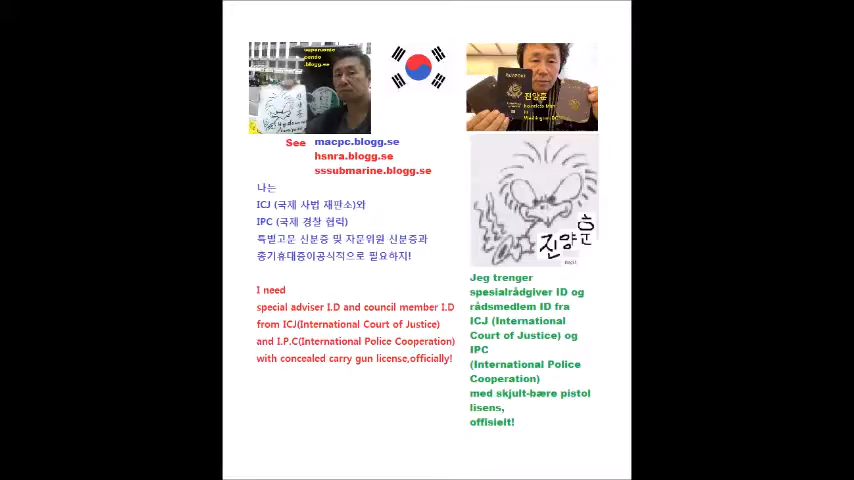 See
macpc.blogg.se
hsnra.blogg.se
sssubmarine.blogg.se
나는
ICJ (국제 사법 재판소)와
IPC (국제 경찰 협력)
특별고문 신분증 및 자문위원 신분증과
총기휴대증이공식적으로 필요하지!
I need
special adviser I.D and council member I.D
from ICJ(International Court of Justice)
and I.P.C(International Police Cooperation)
with concealed carry gun license,officially!
PASSPORT
진양훈
진양훈
Jeg trenger
spesialrådgiver ID og
rådsmedlem ID fra
ICJ (International
Court of Justice) og
IPC
(International Police
Cooperation)
med skjult-bære pistol
lisens,
offisielt!